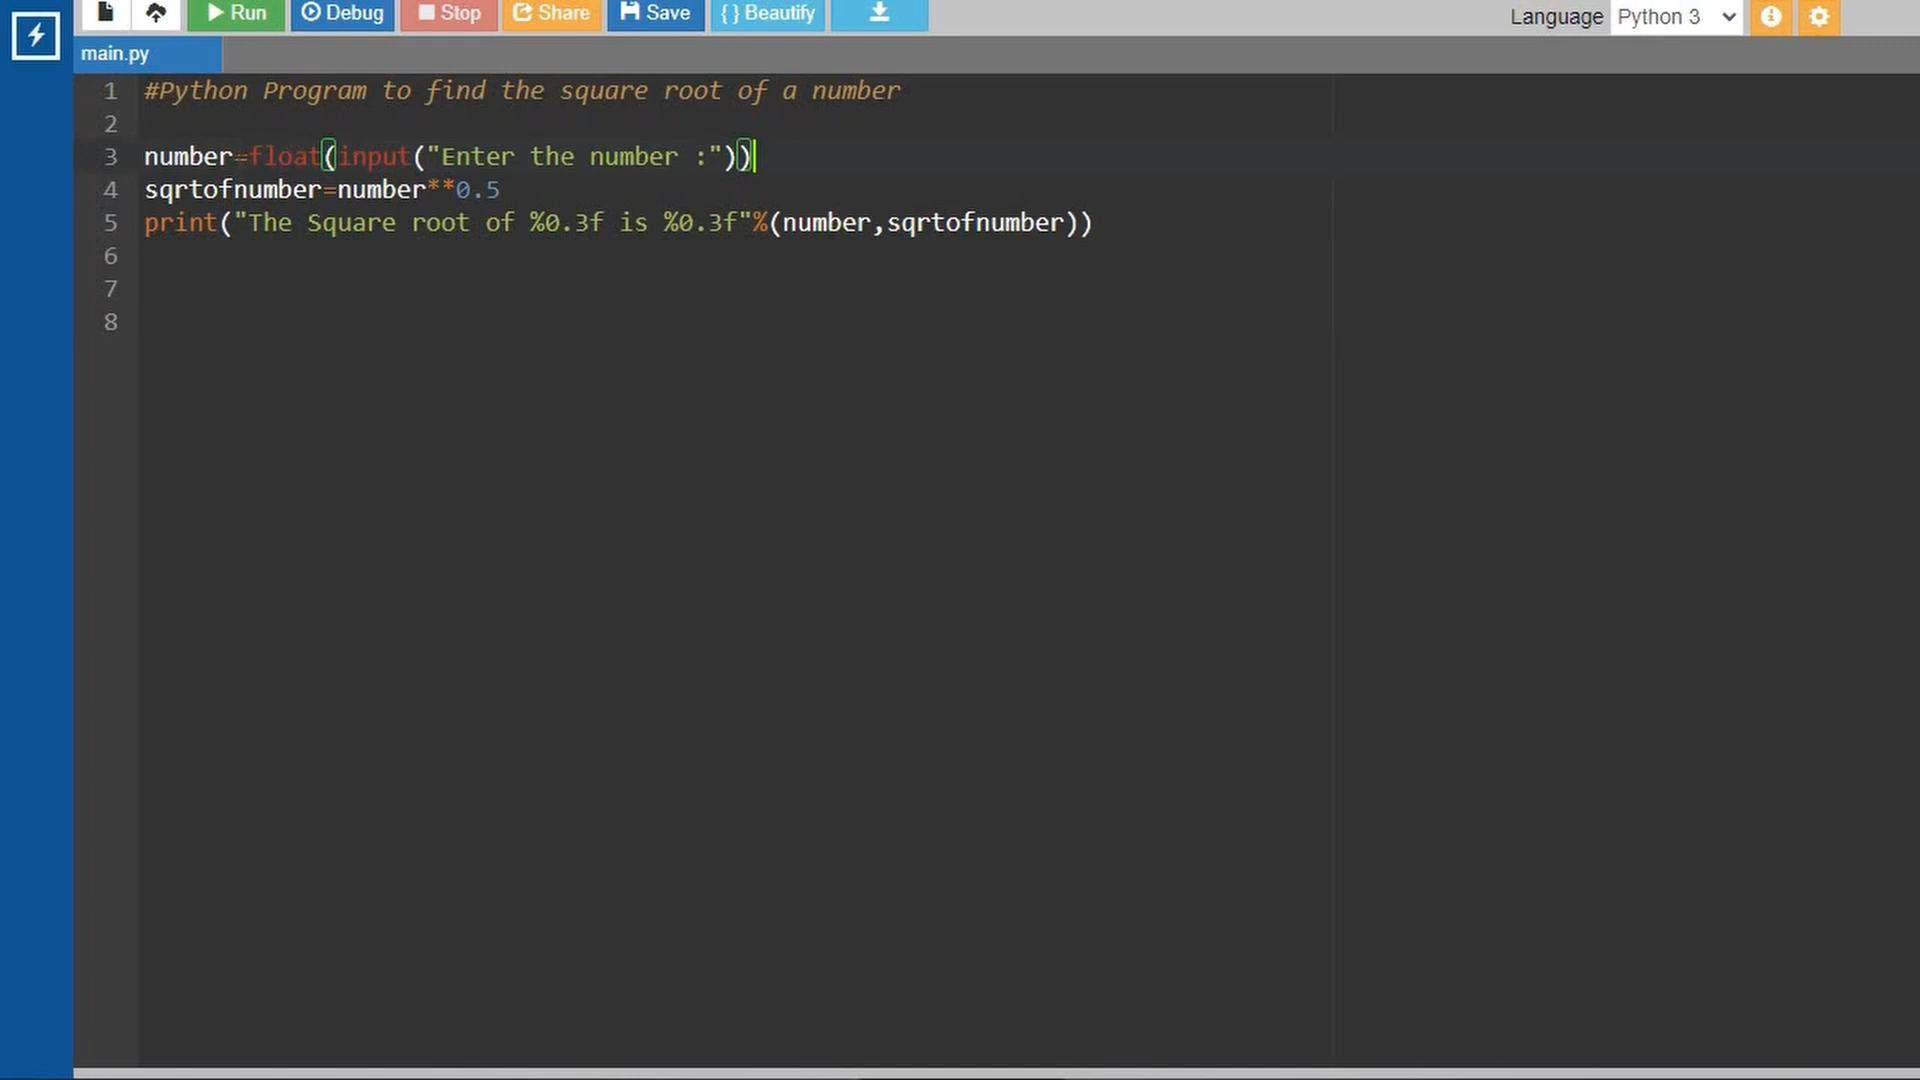 Run Debug Stop Share Save { } Beautify Language Python 3
main.py
1 #Python Program to find the square root of a number
2
3 number=float(input("Enter the number :"))
4 sqrtofnumber=number**0.5
5 print("The Square root of %0.3f is %0.3f"%(number,sqrtofnumber))
6
7
8